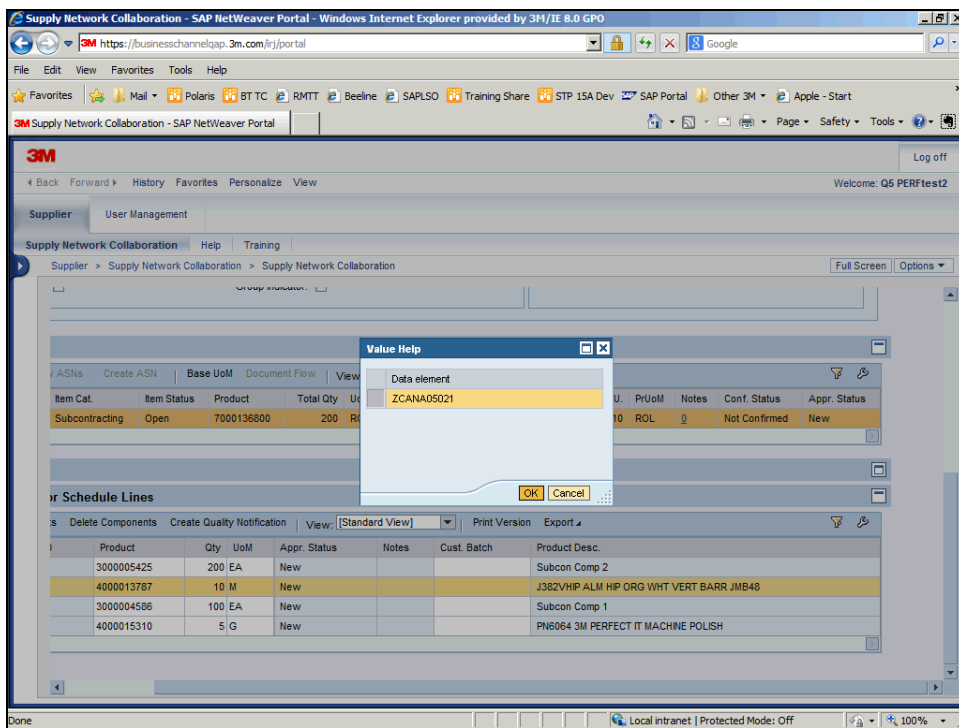 Supply Network Collaboration - SAP NetWeaver Portal - Windows Internet Explorer provided by 3M/IE 8.0 GPO
3M https://businesschannelqap.3m.com/irj/portal
Google
File Edit View Favorites Tools Help
Favorites Mail Polaris BT TC RMTT Beeline SAPLSO Training Share STP 15A Dev SAP Portal Other 3M Apple - Start
3M Supply Network Collaboration - SAP NetWeaver Portal
Page Safety Tools
3M
Log off
Back Forward History Favorites Personalize View
Welcome: Q5 PERFtest2
Supplier User Management
Supply Network Collaboration Help Training
Supplier > Supply Network Collaboration > Supply Network Collaboration
Full Screen Options
Group Indicator:
Value Help
Data element
ZCANA05021
OK Cancel
ASNs Create ASN Base UoM Document Flow View
Item Cat. Item Status Product Total Qty PrUoM Notes Conf. Status Appr. Status
Subcontracting Open 7000136800 200 10 ROL 0 Not Confirmed New
or Schedule Lines
Delete Components Create Quality Notification View: [Standard View] Print Version Export
Product Qty UoM Appr. Status Notes Cust. Batch Product Desc.
3000005425 200 EA New Subcon Comp 2
4000013787 10 M New J382VHIP ALM HIP ORG WHT VERT BARR JMB48
3000004586 100 EA New Subcon Comp 1
4000015310 5 G New PN6064 3M PERFECT IT MACHINE POLISH
Done
Local intranet | Protected Mode: Off
100%